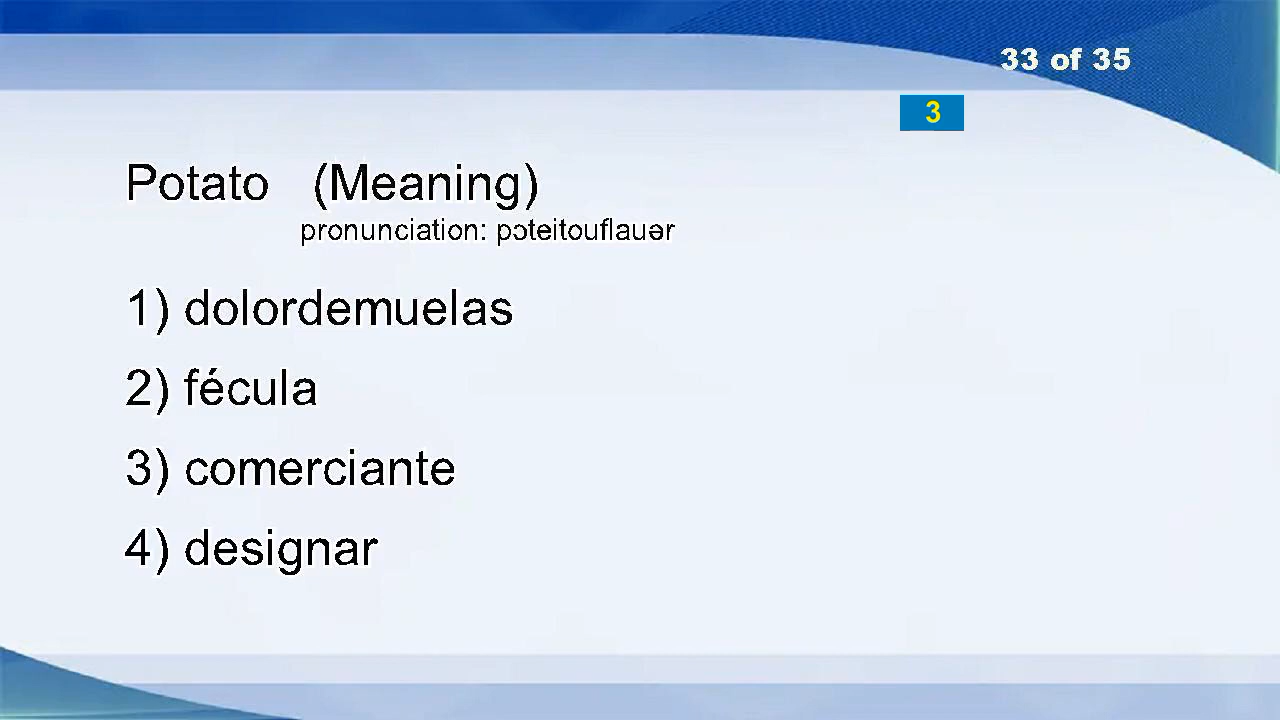 33 of 35
3
Potato (Meaning)
pronunciation: pɔteitouflauər
1) dolordemuelas
2) fécula
3) comerciante
4) designar